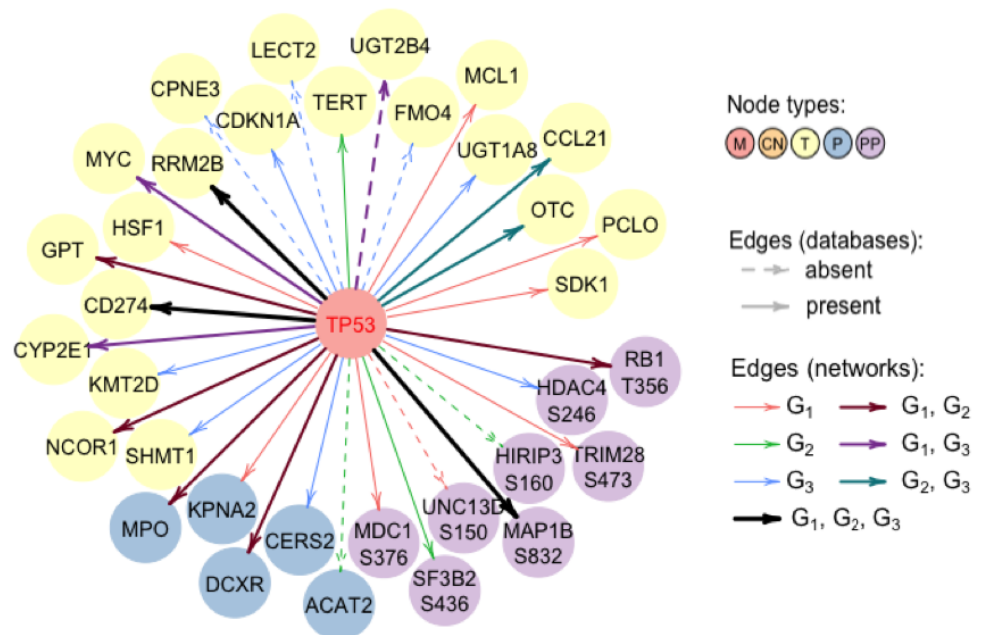 LECT2
UGT2B4
MCL1
CPNE3
TERT
CDKN1A
FMO4
CCL21
UGT1A8
MYC
RRM2B
OTC
PCLO
HSF1
GPT
SDK1
CD274
TP53
CYP2E1
KMT2D
RB1
T356
HDAC4
S246
NCOR1
SHMT1
HIRIP3
S160
TRIM28
S473
KPNA2
MPO
UNC13D
S150
MAP1B
S832
CERS2
MDC1
S376
DCXR
SF3B2
S436
ACAT2
Node types:
M CN T P PP
Edges (databases):
absent
present
Edges (networks):
G₁ G₁, G₂
G₂ G₁, G₃
G₃ G₂, G₃
G₁, G₂, G₃